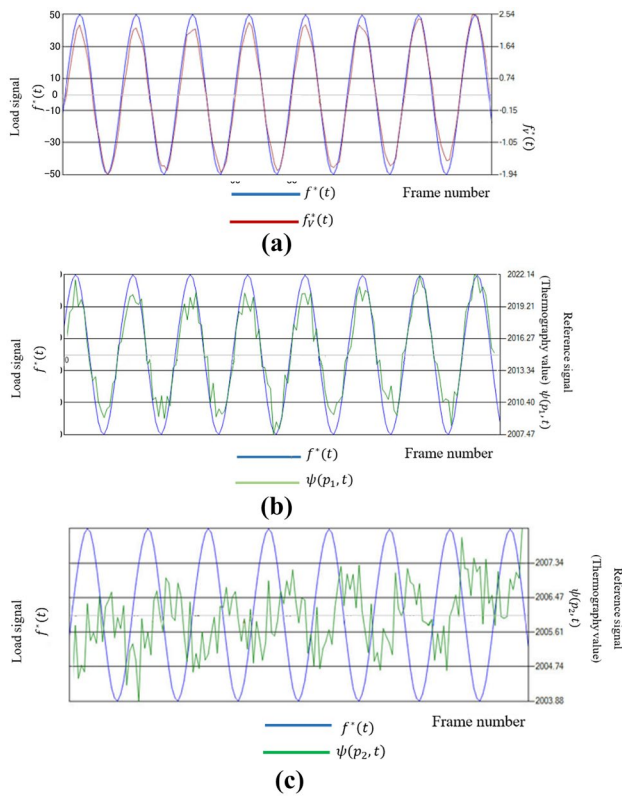 50
30
10
0
−10
−30
−50
Load signal
f*(t)
2.54
1.64
0.74
-0.15
-1.05
-1.94
f*V(t)
f*(t)
Frame number
f*V(t)
(a)
0
Load signal
f*(t)
2022.14
2019.21
2016.27
2013.34
2010.40
2007.47
Reference signal
(Thermography value) ψ(p1, t)
f*(t)
Frame number
ψ(p1, t)
(b)
Load signal
f*(t)
2007.34
2006.47
2005.61
2004.74
2003.88
ψ(p2, t)
(Thermography value)
Reference signal
f*(t)
Frame number
ψ(p2, t)
(c)